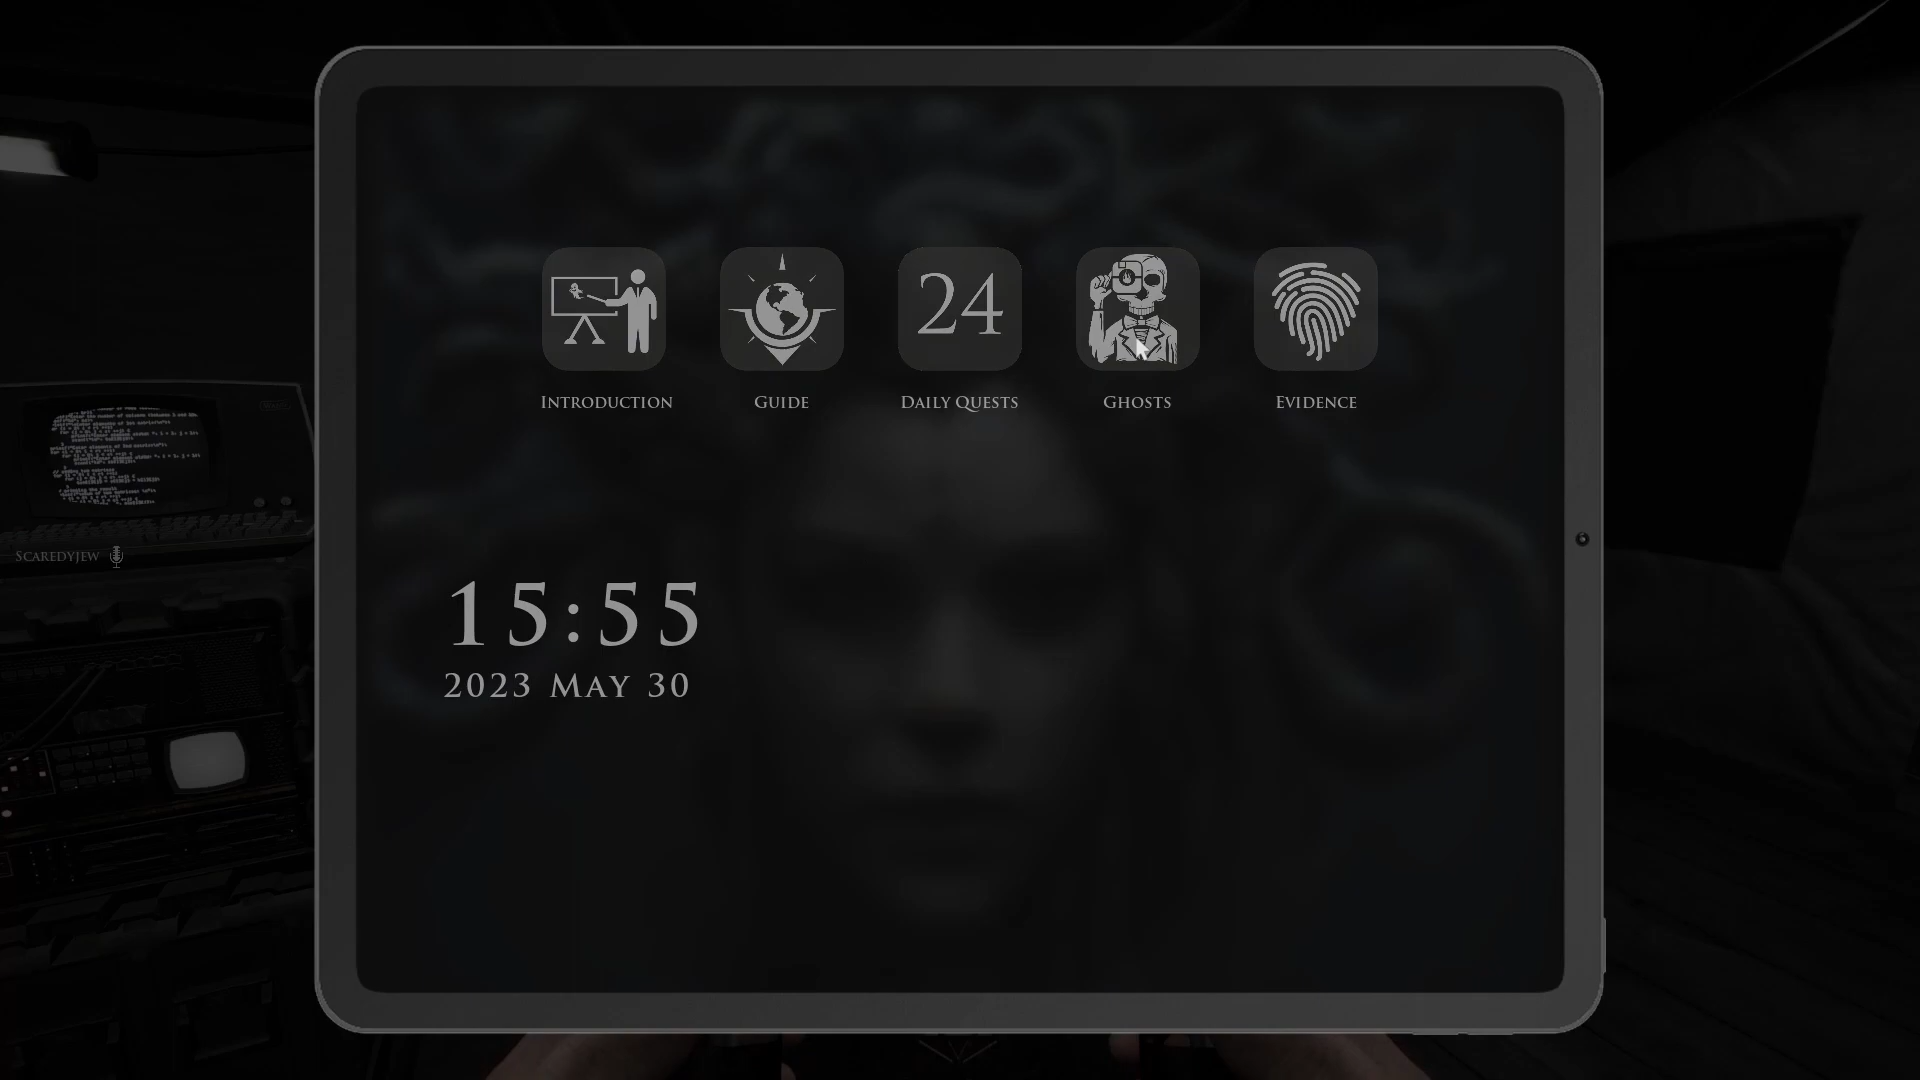 24
Introduction
Guide
Daily Quests
Ghosts
Evidence
Scaredyjew
15:55
2023 May 30